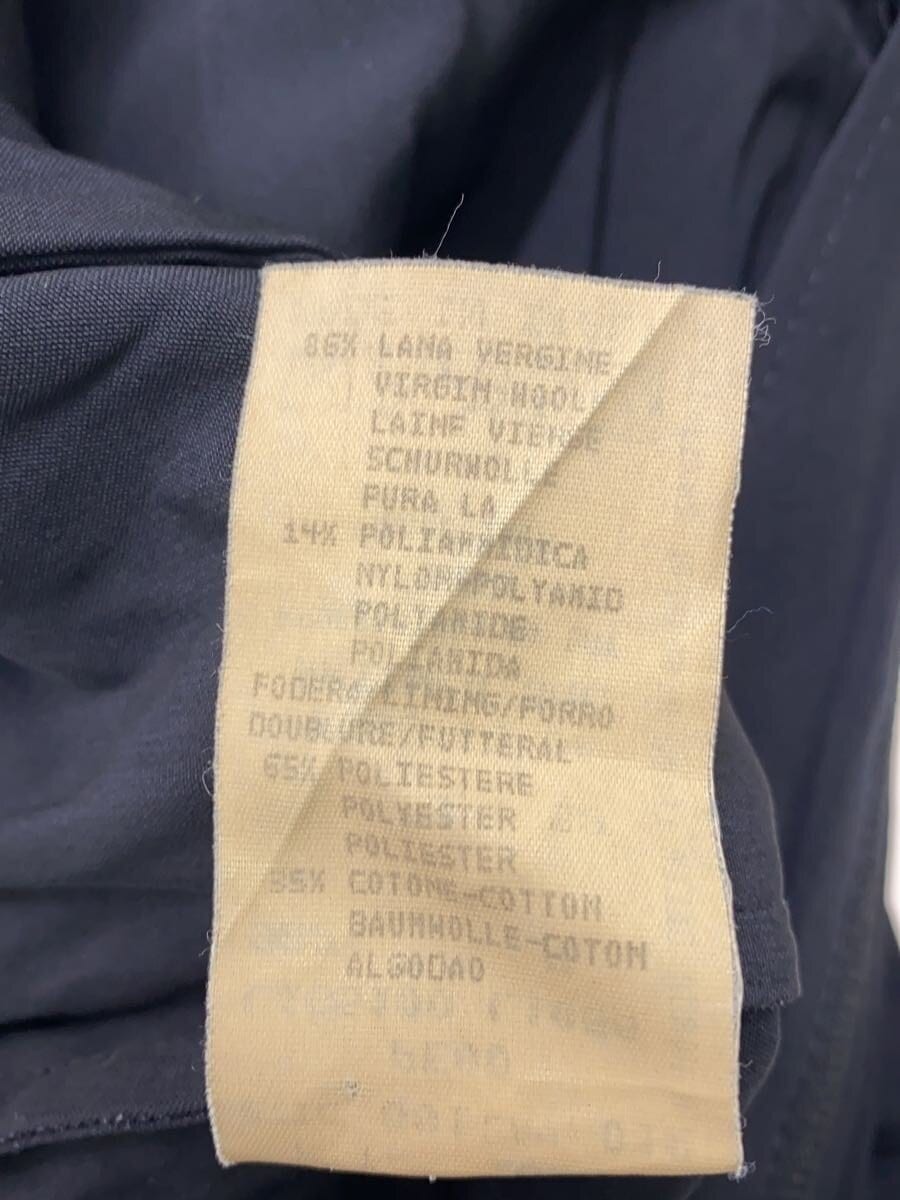 86% LANA VERGINE
VIRGIN WOOL
LAINE VIERGE
SCHURWOLLE
PURA LA
14% POLIAMMIDICA
NYLON-POLYAMID
POLYAMIDE
POLIAMIDA
FODERA/LINING/FORRO
DOUBLURE/FUTTERAL
65% POLIESTERE
POLYESTER
POLIESTER
35% COTONE-COTTON
BAUMWOLLE-COTON
ALGODAO